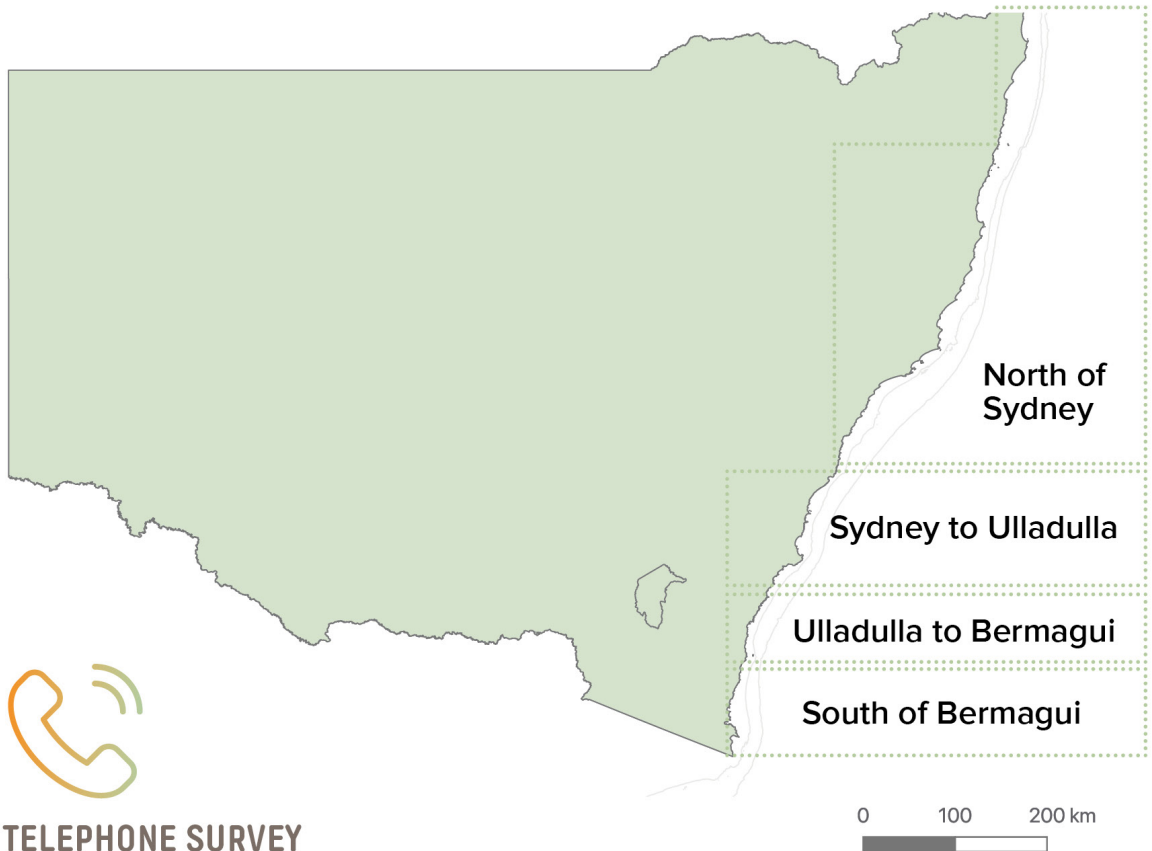 North of
Sydney
Sydney to Ulladulla
Ulladulla to Bermagui
South of Bermagui
TELEPHONE SURVEY
0 100 200 km